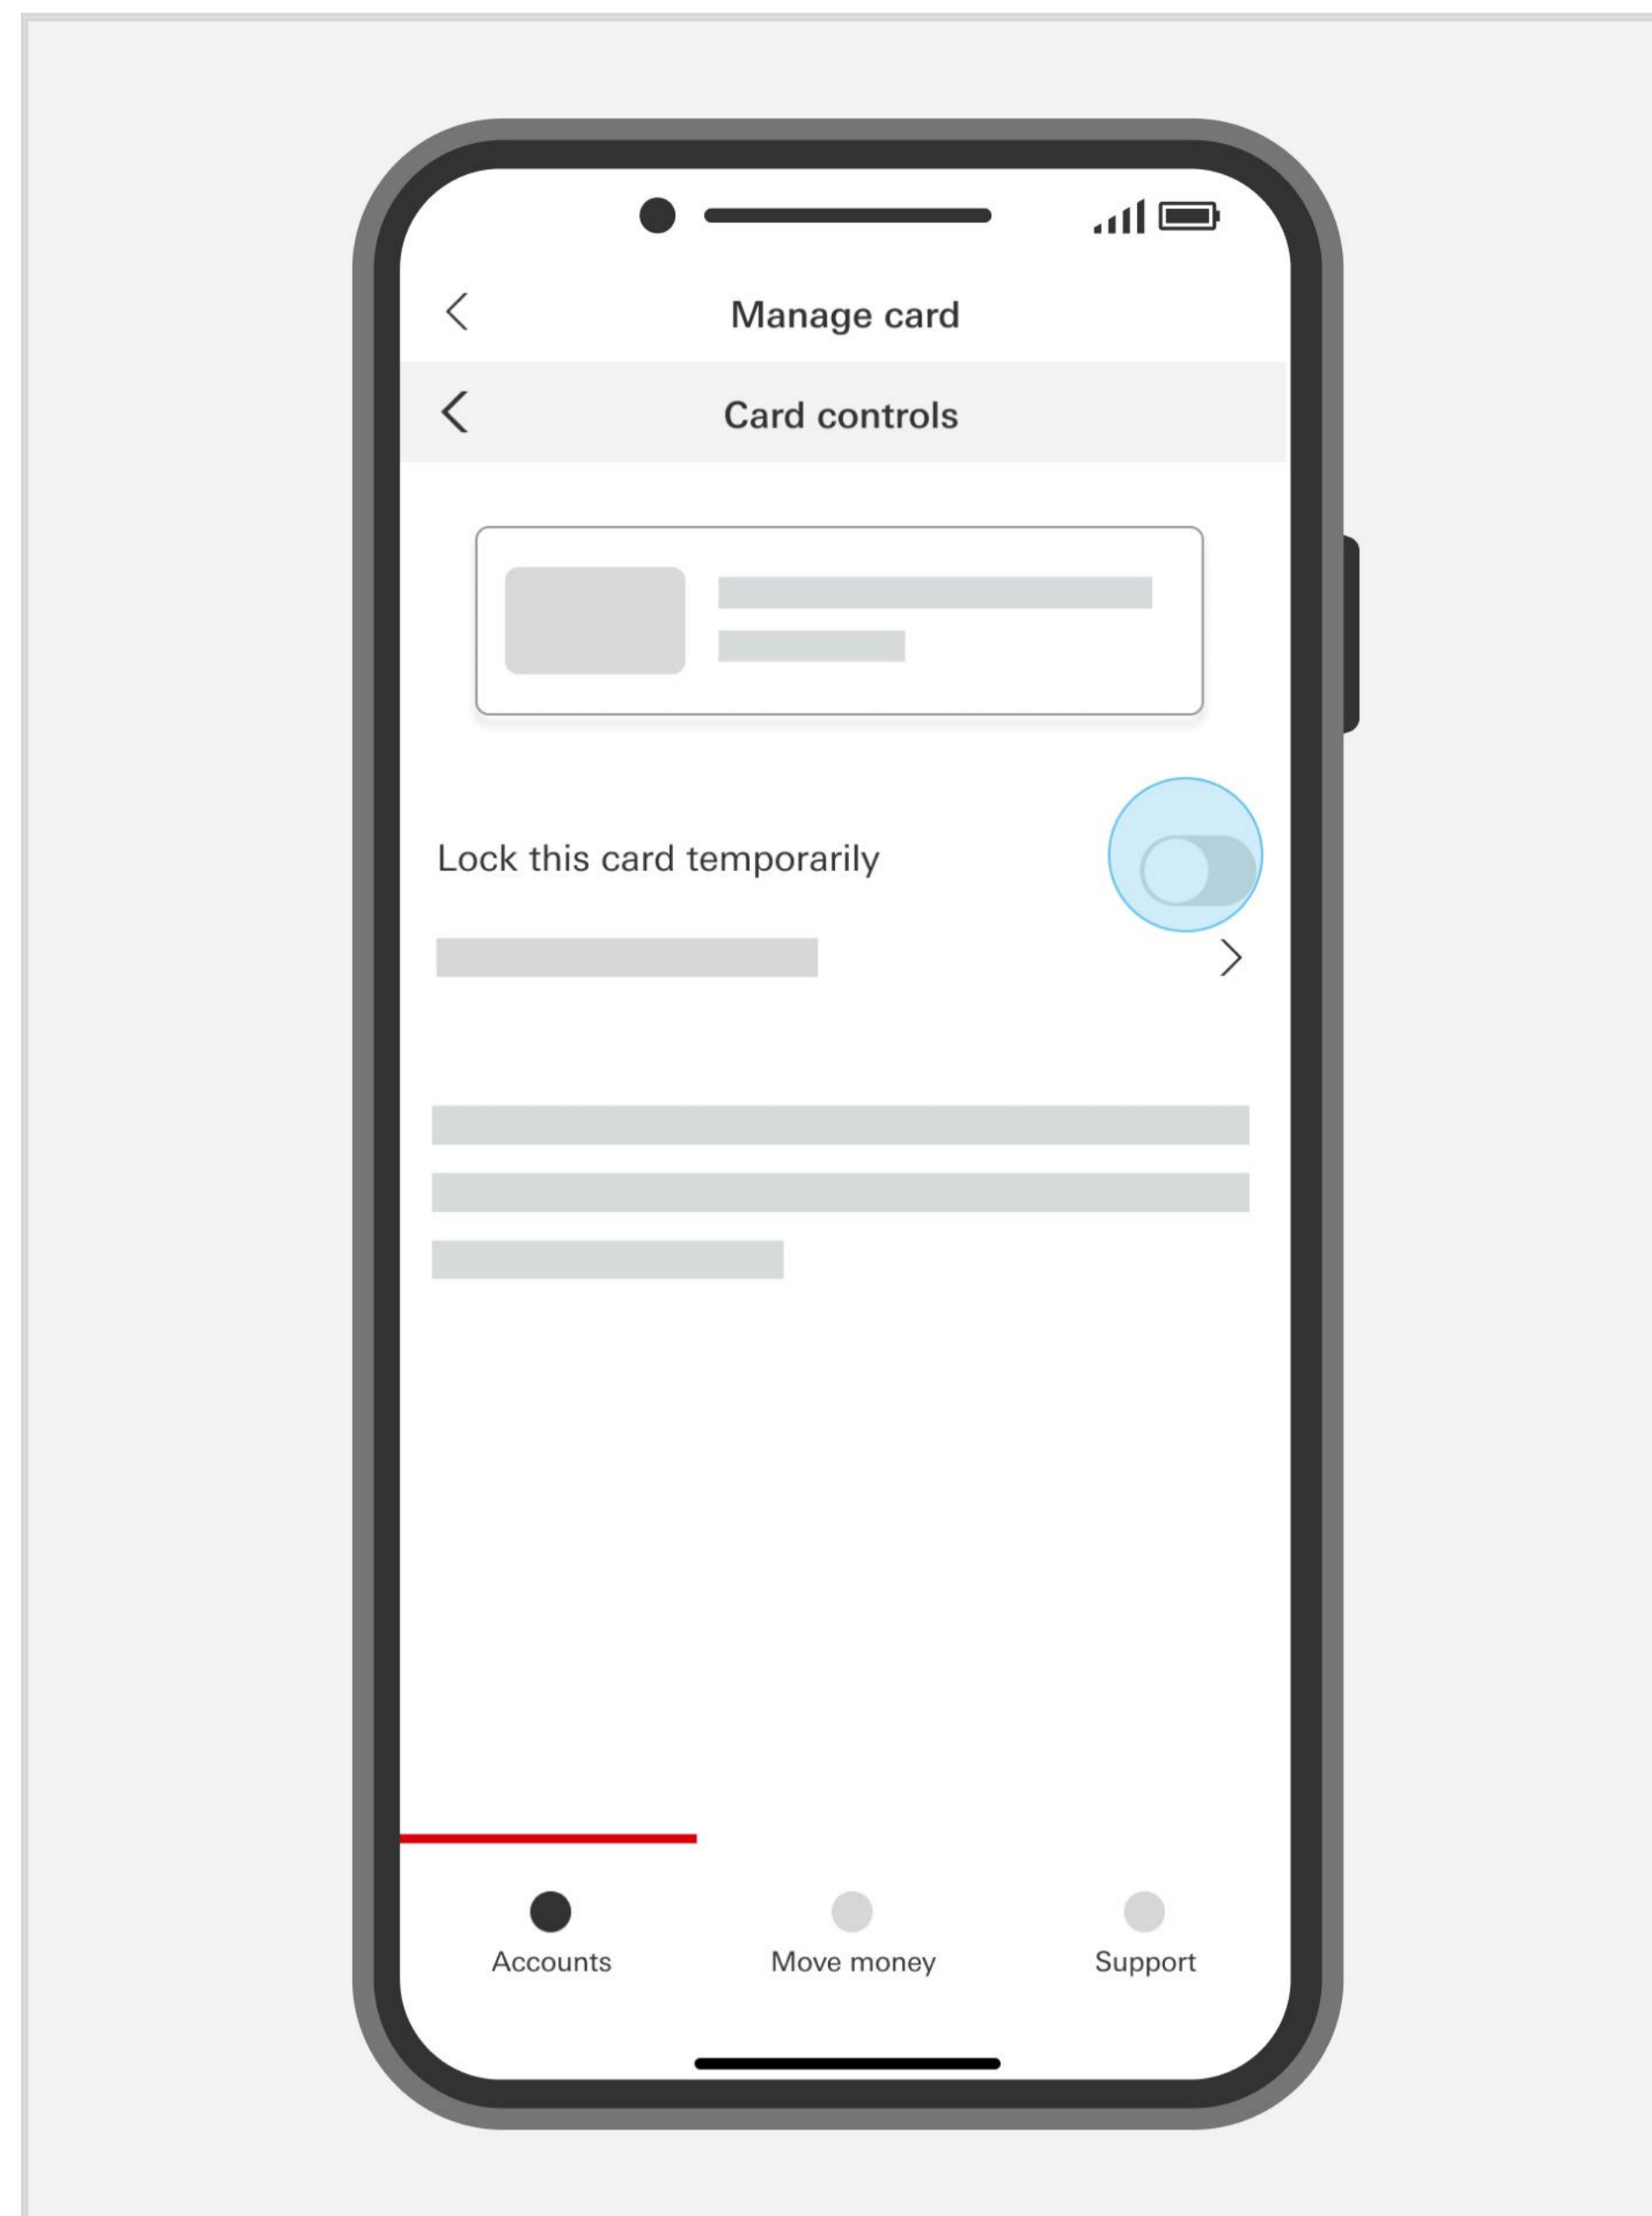 Manage card
Card controls
Lock this card temporarily
Accounts
Move money
Support